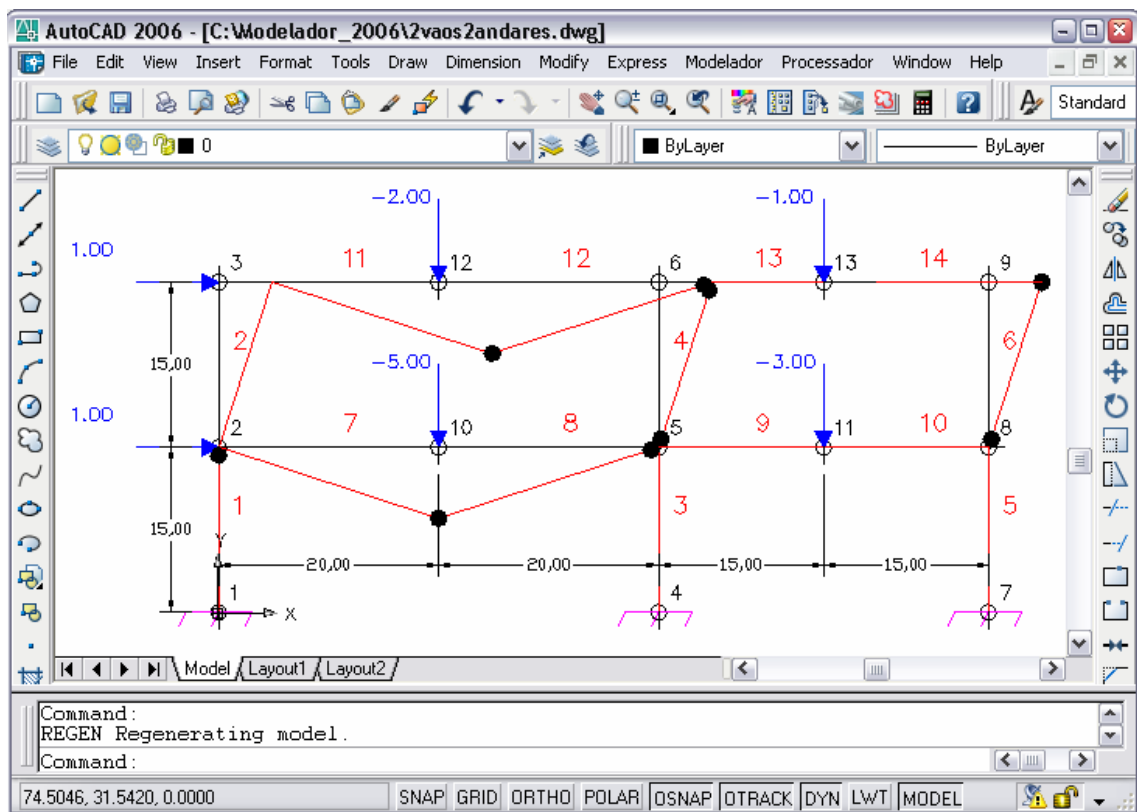 AutoCAD 2006 - [C:\Modelador_2006\2vaos2andares.dwg]
File Edit View Insert Format Tools Draw Dimension Modify Express Modelador Processador Window Help
Standard
0 ByLayer ByLayer
-2.00 -1.00
1.00
3 11 12 12 6 13 13 14 9
2 4 6
15,00
-5.00 -3.00
1.00
2 7 10 8 5 9 11 10 8
1 3 5
15,00
Y
20,00 20,00 15,00 15,00
1 X 4 7
Model Layout1 Layout2
Command:
REGEN Regenerating model.
Command:
74.5046, 31.5420, 0.0000 SNAP GRID ORTHO POLAR OSNAP OTRACK DYN LWT MODEL